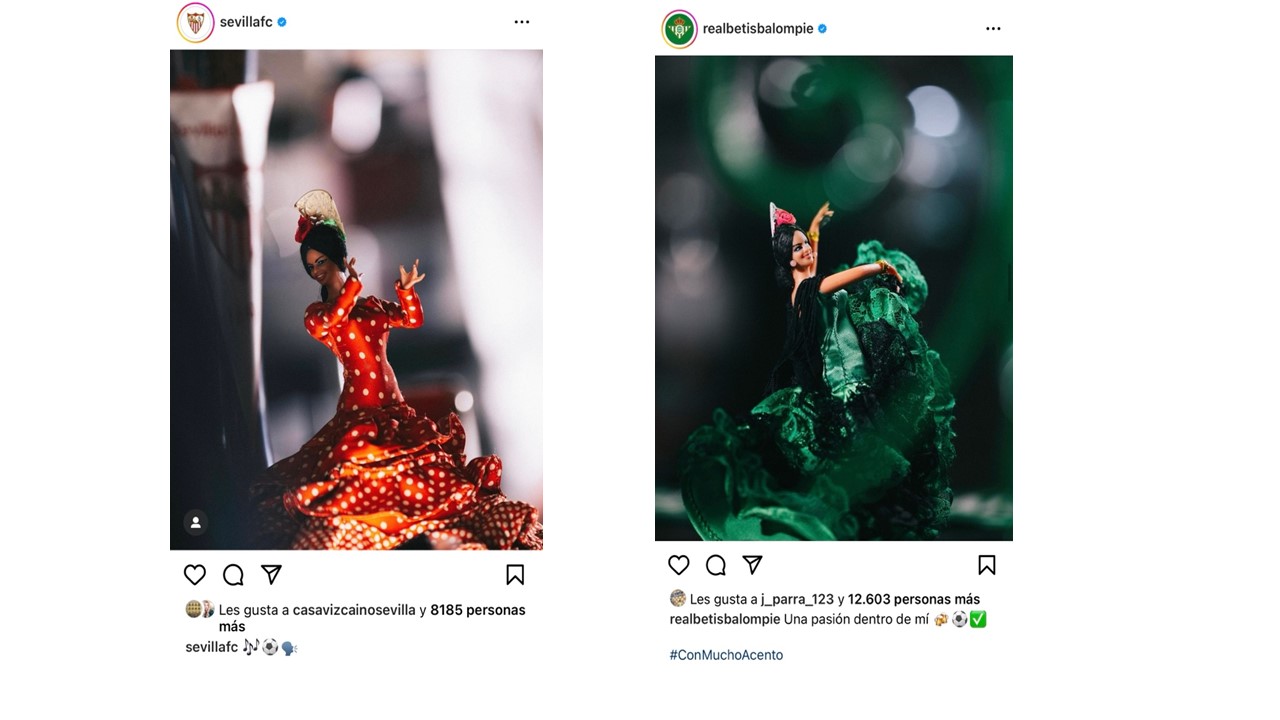 sevillafc
Les gusta a casavizcainosevilla y 8185 personas
más
sevillafc 🎶⚽🗣️
realbetisbalompie
Les gusta a j_parra_123 y 12.603 personas más
realbetisbalompie Una pasión dentro de mí 👏⚽✅
#ConMuchoAcento